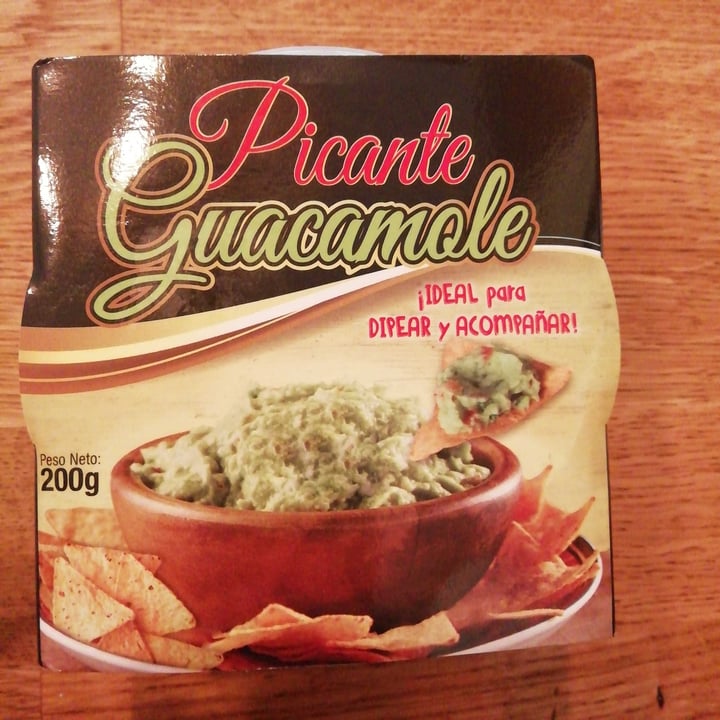 Picante
Guacamole
¡IDEAL para
DIPEAR y ACOMPAÑAR!
Peso Neto:
200g